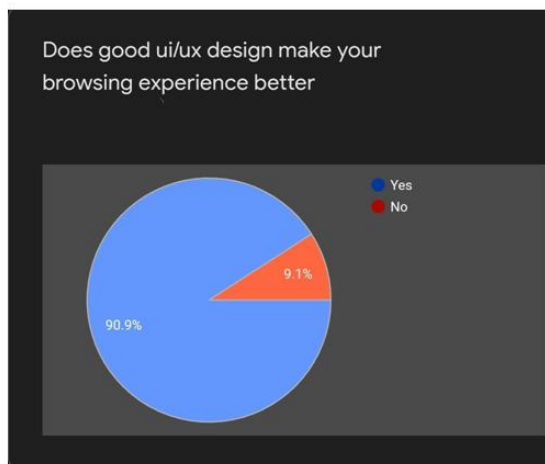 Does good ui/ux design make your
browsing experience better
Yes
No
9.1%
90.9%